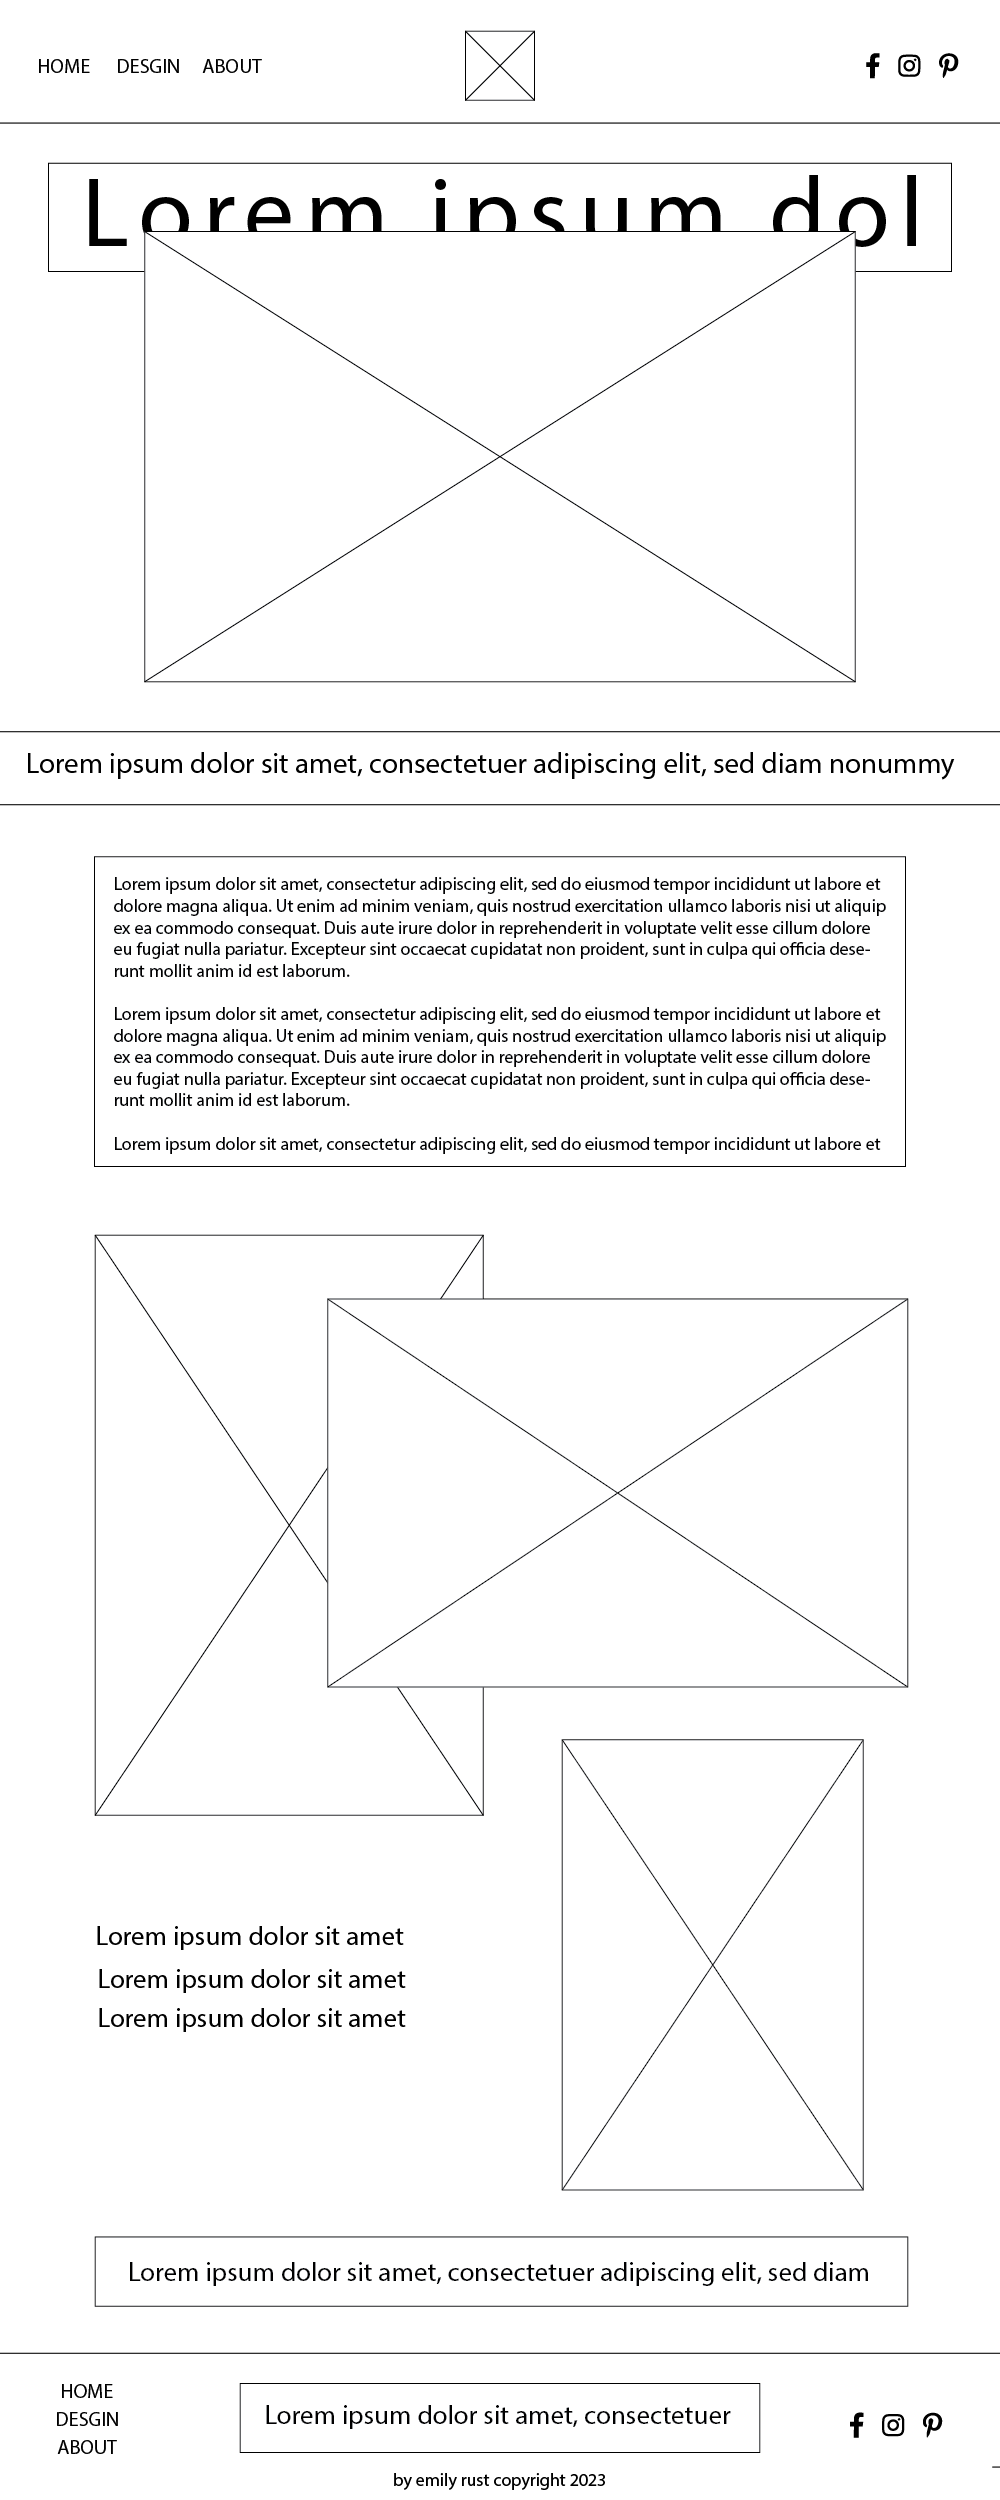 HOME DESGIN ABOUT
Lorem ipsum dol
Lorem ipsum dolor sit amet, consectetuer adipiscing elit, sed diam nonummy
Lorem ipsum dolor sit amet, consectetur adipiscing elit, sed do eiusmod tempor incididunt ut labore et
dolore magna aliqua. Ut enim ad minim veniam, quis nostrud exercitation ullamco laboris nisi ut aliquip
ex ea commodo consequat. Duis aute irure dolor in reprehenderit in voluptate velit esse cillum dolore
eu fugiat nulla pariatur. Excepteur sint occaecat cupidatat non proident, sunt in culpa qui officia dese-
runt mollit anim id est laborum.
Lorem ipsum dolor sit amet, consectetur adipiscing elit, sed do eiusmod tempor incididunt ut labore et
dolore magna aliqua. Ut enim ad minim veniam, quis nostrud exercitation ullamco laboris nisi ut aliquip
ex ea commodo consequat. Duis aute irure dolor in reprehenderit in voluptate velit esse cillum dolore
eu fugiat nulla pariatur. Excepteur sint occaecat cupidatat non proident, sunt in culpa qui officia dese-
runt mollit anim id est laborum.
Lorem ipsum dolor sit amet, consectetur adipiscing elit, sed do eiusmod tempor incididunt ut labore et
Lorem ipsum dolor sit amet
Lorem ipsum dolor sit amet
Lorem ipsum dolor sit amet
Lorem ipsum dolor sit amet, consectetuer adipiscing elit, sed diam
HOME
DESGIN
ABOUT
Lorem ipsum dolor sit amet, consectetuer
by emily rust copyright 2023